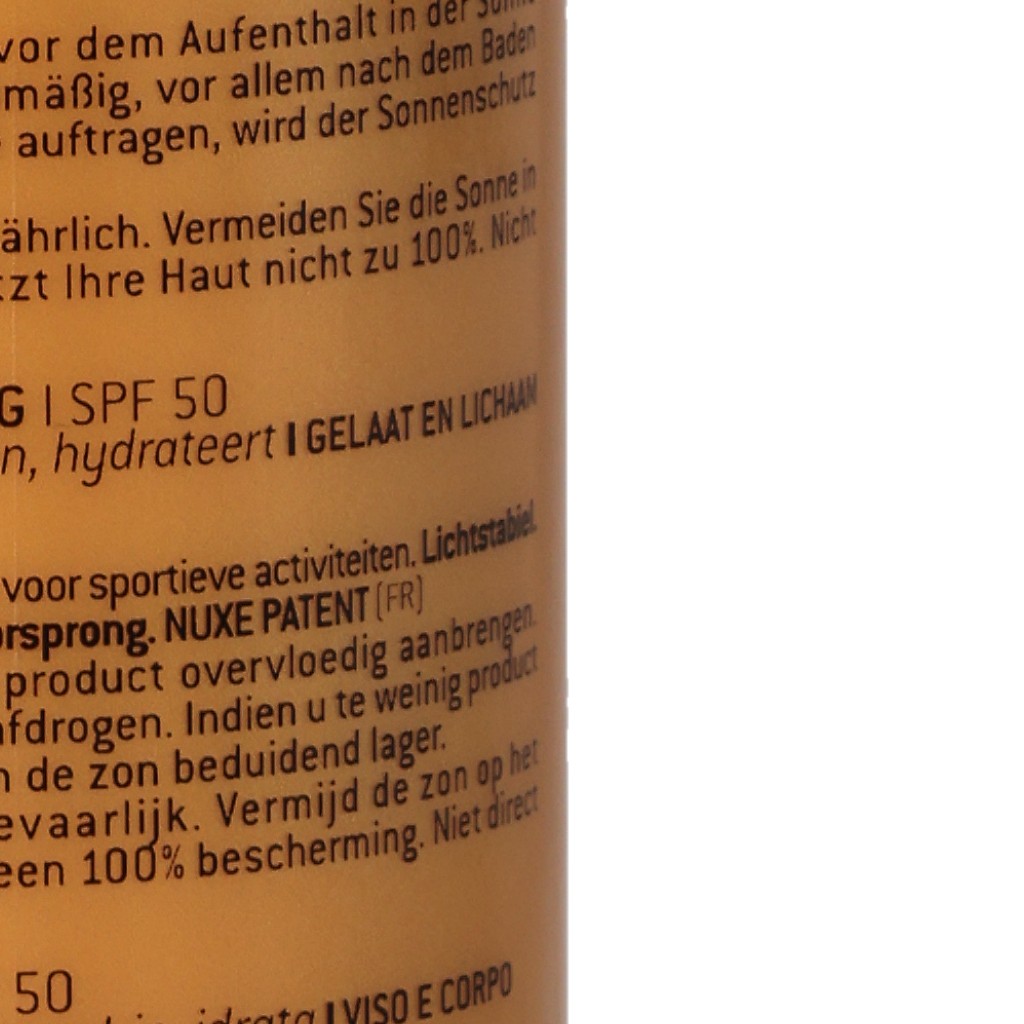 vor dem Aufenthalt in der Sonne
mäßig, vor allem nach dem Baden
auftragen, wird der Sonnenschutz
ährlich. Vermeiden Sie die Sonne in
tzt Ihre Haut nicht zu 100%. Nicht
G | SPF 50
n, hydrateert | GELAAT EN LICHAAM
voor sportieve activiteiten. Lichtstabiel.
orsprong. NUXE PATENT (FR)
product overvloedig aanbrengen.
afdrogen. Indien u te weinig product
n de zon beduidend lager.
evaarlijk. Vermijd de zon op het
een 100% bescherming. Niet direct
50
idrata | VISO E CORPO